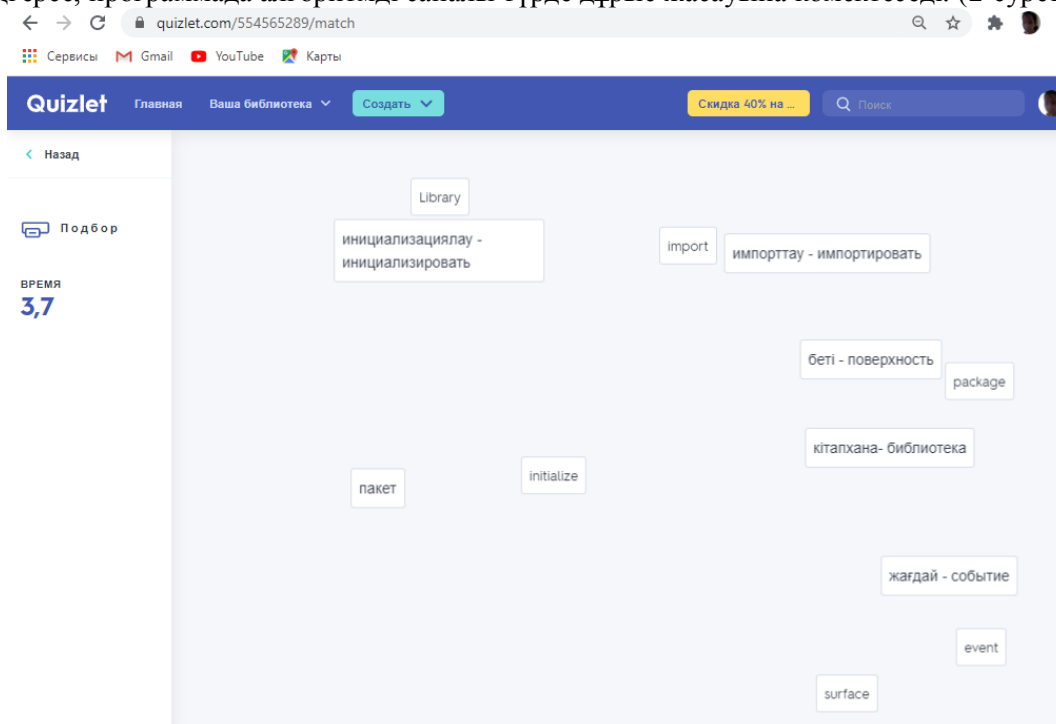 quizlet.com/554565289/match
Сервисы Gmail YouTube Карты
Quizlet Главная Ваша библиотека Создать Скидка 40% на ... Поиск
Назад
Подбор
ВРЕМЯ
3,7
Library
инициализациялау -
инициализировать
import
импорттау - импортировать
беті - поверхность
package
кітапхана- библиотека
initialize
пакет
жағдай - событие
event
surface